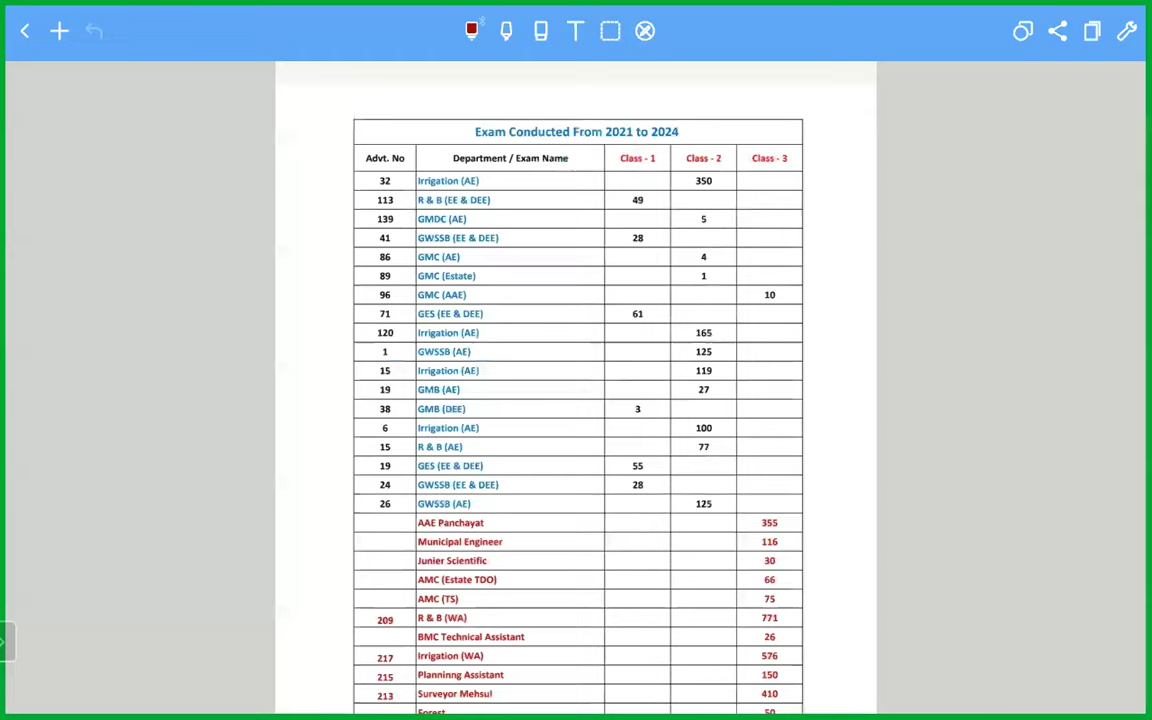 Exam Conducted From 2021 to 2024
Advt. No Department / Exam Name Class - 1 Class - 2 Class - 3
32 Irrigation (AE) 350
113 R & B (EE & DEE) 49
139 GMDC (AE) 5
41 GWSSB (EE & DEE) 28
86 GMC (AE) 4
89 GMC (Estate) 1
96 GMC (AAE) 10
71 GES (EE & DEE) 61
120 Irrigation (AE) 165
1 GWSSB (AE) 125
15 Irrigation (AE) 119
19 GMB (AE) 27
38 GMB (DEE) 3
6 Irrigation (AE) 100
15 R & B (AE) 77
19 GES (EE & DEE) 55
24 GWSSB (EE & DEE) 28
26 GWSSB (AE) 125
AAE Panchayat 355
Municipal Engineer 116
Junier Scientific 30
AMC (Estate TDO) 66
AMC (TS) 75
209 R & B (WA) 771
BMC Technical Assistant 26
217 Irrigation (WA) 576
215 Planninng Assistant 150
213 Surveyor Mehsul 410
Forest 50